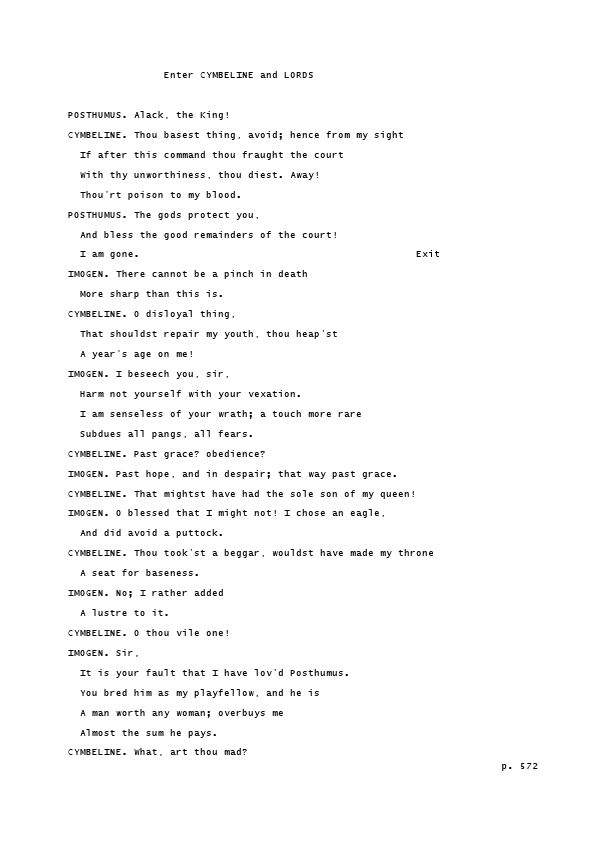 Enter CYMBELINE and LORDS
POSTHUMUS. Alack, the King!
CYMBELINE. Thou basest thing, avoid; hence from my sight
If after this command thou fraught the court
With thy unworthiness, thou diest. Away!
Thou'rt poison to my blood.
POSTHUMUS. The gods protect you,
And bless the good remainders of the court!
I am gone. Exit
IMOGEN. There cannot be a pinch in death
More sharp than this is.
CYMBELINE. O disloyal thing,
That shouldst repair my youth, thou heap'st
A year's age on me!
IMOGEN. I beseech you, sir,
Harm not yourself with your vexation.
I am senseless of your wrath; a touch more rare
Subdues all pangs, all fears.
CYMBELINE. Past grace? obedience?
IMOGEN. Past hope, and in despair; that way past grace.
CYMBELINE. That mightst have had the sole son of my queen!
IMOGEN. O blessed that I might not! I chose an eagle,
And did avoid a puttock.
CYMBELINE. Thou took'st a beggar, wouldst have made my throne
A seat for baseness.
IMOGEN. No; I rather added
A lustre to it.
CYMBELINE. O thou vile one!
IMOGEN. Sir,
It is your fault that I have lov'd Posthumus.
You bred him as my playfellow, and he is
A man worth any woman; overbuys me
Almost the sum he pays.
CYMBELINE. What, art thou mad?
p. 572